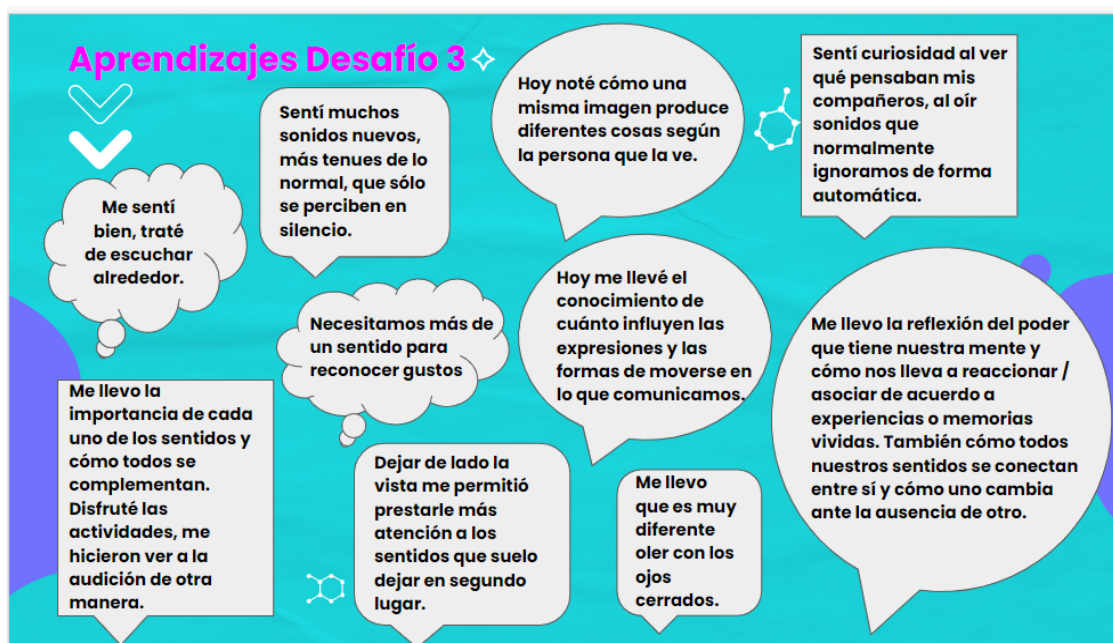 Aprendizajes Desafío 3
Me sentí
bien, traté
de escuchar
alrededor.
Sentí muchos
sonidos nuevos,
más tenues de lo
normal, que sólo
se perciben en
silencio.
Hoy noté cómo una
misma imagen produce
diferentes cosas según
la persona que la ve.
Sentí curiosidad al ver
qué pensaban mis
compañeros, al oír
sonidos que
normalmente
ignoramos de forma
automática.
Necesitamos más de
un sentido para
reconocer gustos
Hoy me llevé el
conocimiento de
cuánto influyen las
expresiones y las
formas de moverse en
lo que comunicamos.
Me llevo la reflexión del poder
que tiene nuestra mente y
cómo nos lleva a reaccionar /
asociar de acuerdo a
experiencias o memorias
vividas. También cómo todos
nuestros sentidos se conectan
entre sí y cómo uno cambia
ante la ausencia de otro.
Me llevo la
importancia de cada
uno de los sentidos y
cómo todos se
complementan.
Disfruté las
actividades, me
hicieron ver a la
audición de otra
manera.
Dejar de lado la
vista me permitió
prestarle más
atención a los
sentidos que suelo
dejar en segundo
lugar.
Me llevo
que es muy
diferente
oler con los
ojos
cerrados.